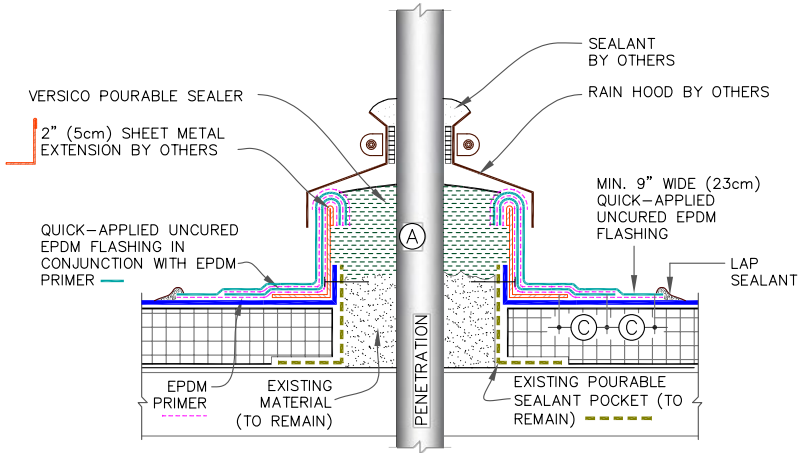 SEALANT
BY OTHERS
VERSICO POURABLE SEALER
RAIN HOOD BY OTHERS
2” (5cm) SHEET METAL
EXTENSION BY OTHERS
MIN. 9” WIDE (23cm)
QUICK–APPLIED
UNCURED EPDM
FLASHING
QUICK–APPLIED UNCURED
EPDM FLASHING IN
CONJUNCTION WITH EPDM
PRIMER
A
LAP
SEALANT
C C
PENETRATION
EPDM
PRIMER
EXISTING
MATERIAL
(TO REMAIN)
EXISTING POURABLE
SEALANT POCKET (TO
REMAIN)